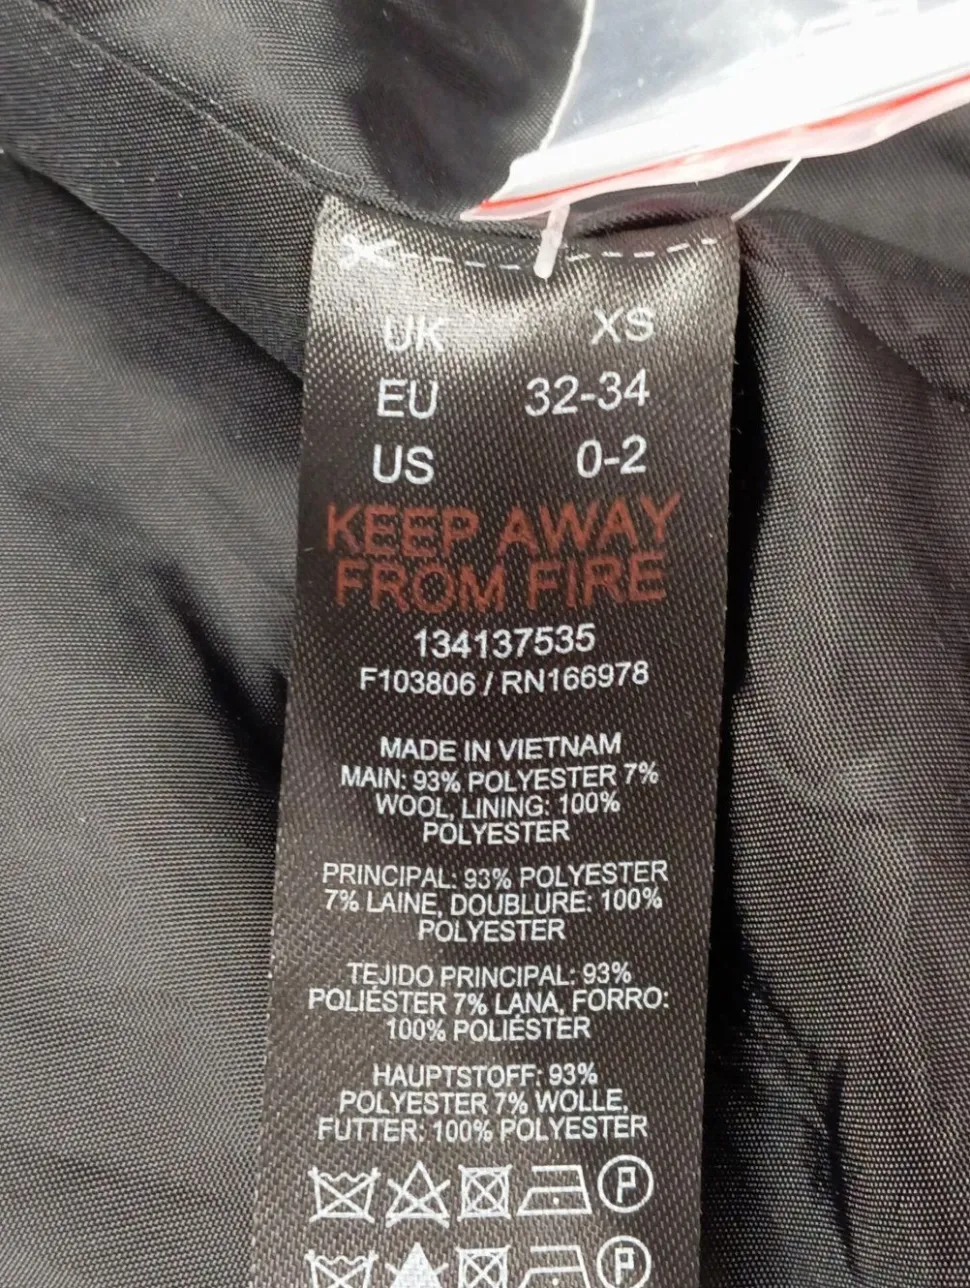 UK XS
EU 32-34
US 0-2
KEEP AWAY
FROM FIRE
134137535
F103806 / RN166978
MADE IN VIETNAM
MAIN: 93% POLYESTER 7%
WOOL, LINING: 100%
POLYESTER
PRINCIPAL: 93% POLYESTER
7% LAINE, DOUBLURE: 100%
POLYESTER
TEJIDO PRINCIPAL: 93%
POLIÉSTER 7% LANA, FORRO:
100% POLIÉSTER
HAUPTSTOFF: 93%
POLYESTER 7% WOLLE,
FUTTER: 100% POLYESTER
P
P